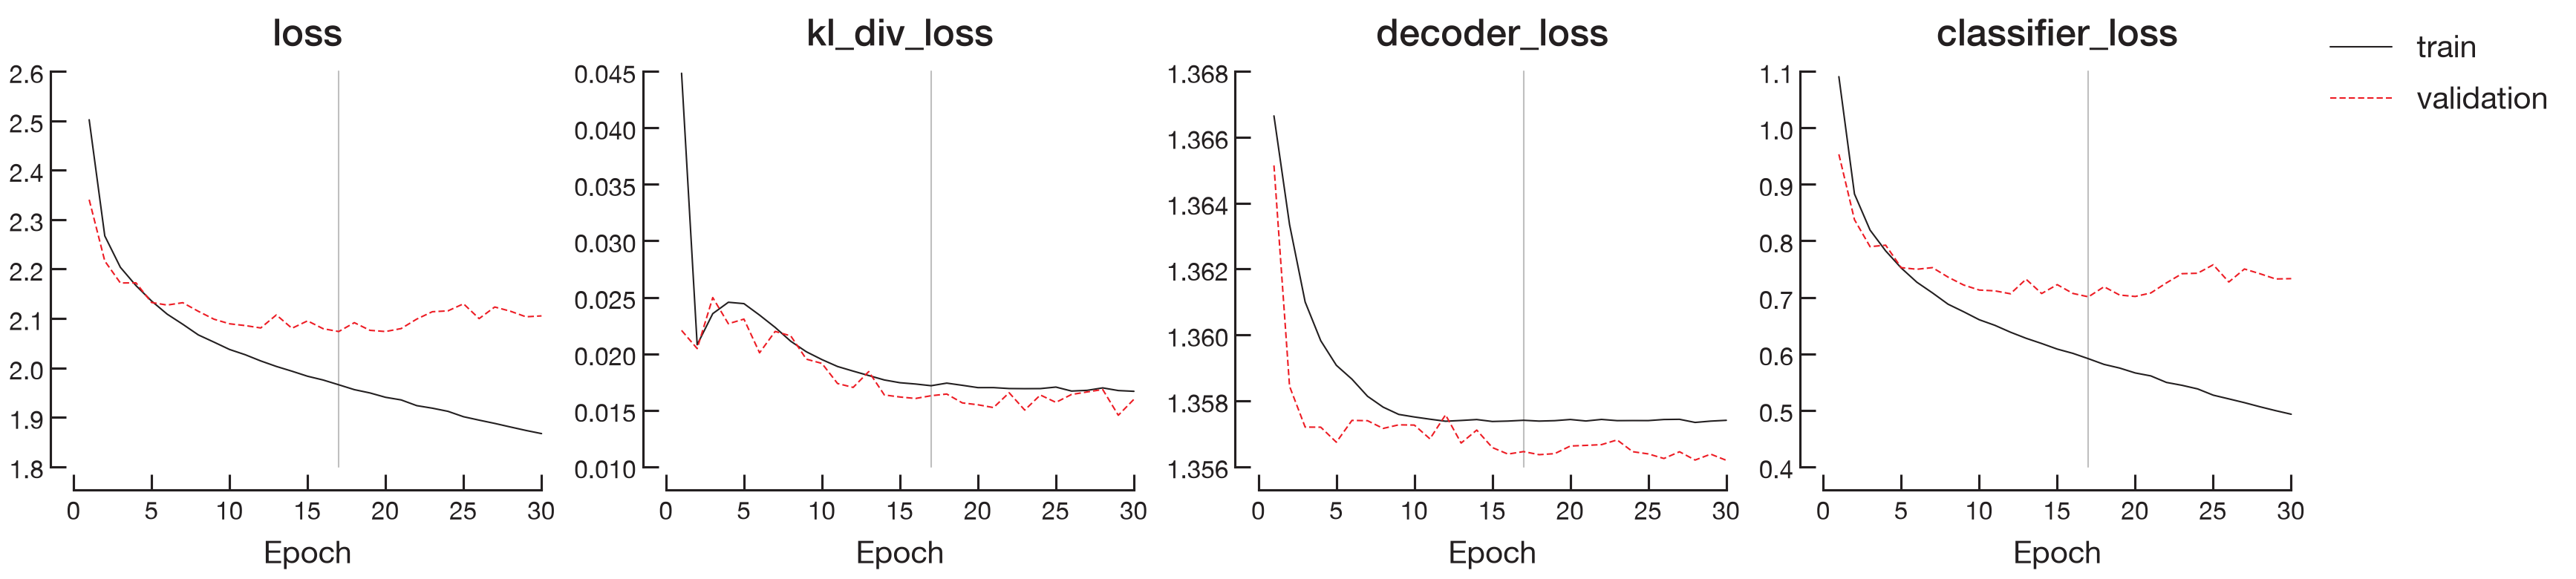 loss
2.6
2.5
2.4
2.3
2.2
2.1
2.0
1.9
1.8
0 5 10 15 20 25 30
Epoch
kl_div_loss
0.045
0.040
0.035
0.030
0.025
0.020
0.015
0.010
0 5 10 15 20 25 30
Epoch
decoder_loss
1.368
1.366
1.364
1.362
1.360
1.358
1.356
0 5 10 15 20 25 30
Epoch
classifier_loss
1.1
1.0
0.9
0.8
0.7
0.6
0.5
0.4
0 5 10 15 20 25 30
Epoch
train
validation